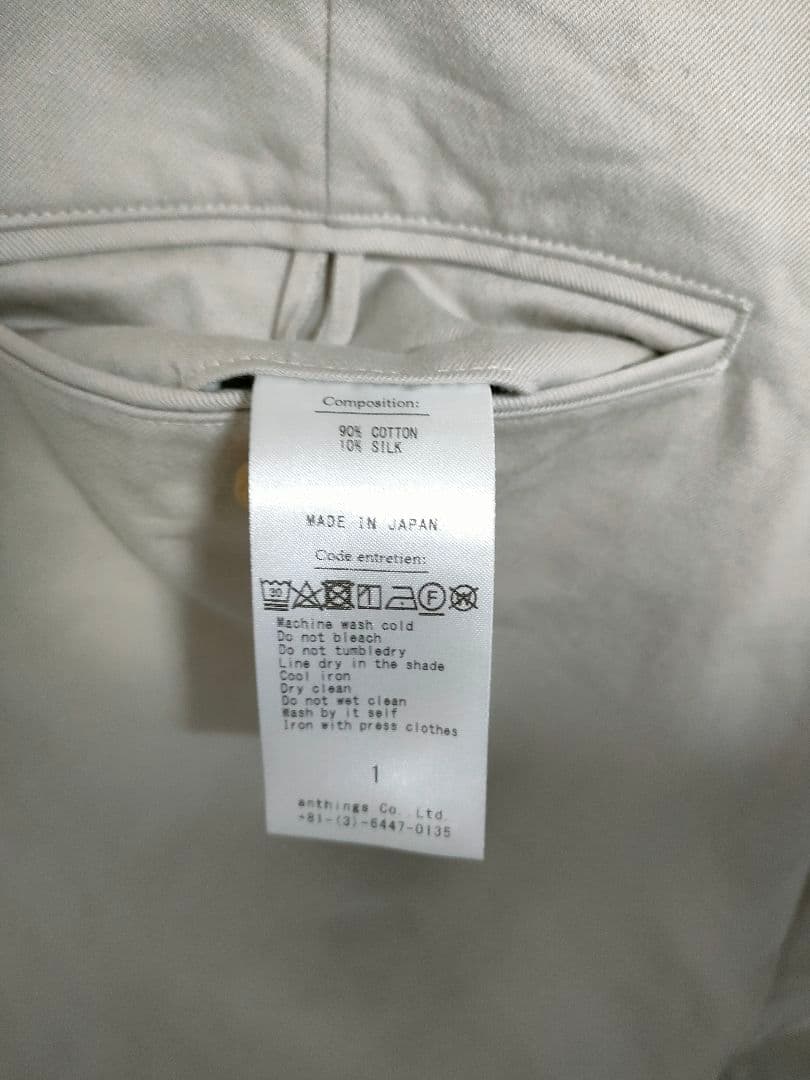 Composition:
90% COTTON
10% SILK
MADE IN JAPAN
Code entretien:
30 F W
Machine wash cold
Do not bleach
Do not tumbledry
Line dry in the shade
Cool iron
Dry clean
Do not wet clean
Wash by it self
Iron with press clothes
1
anthings Co. Ltd.
+81-(3)-6447-0135